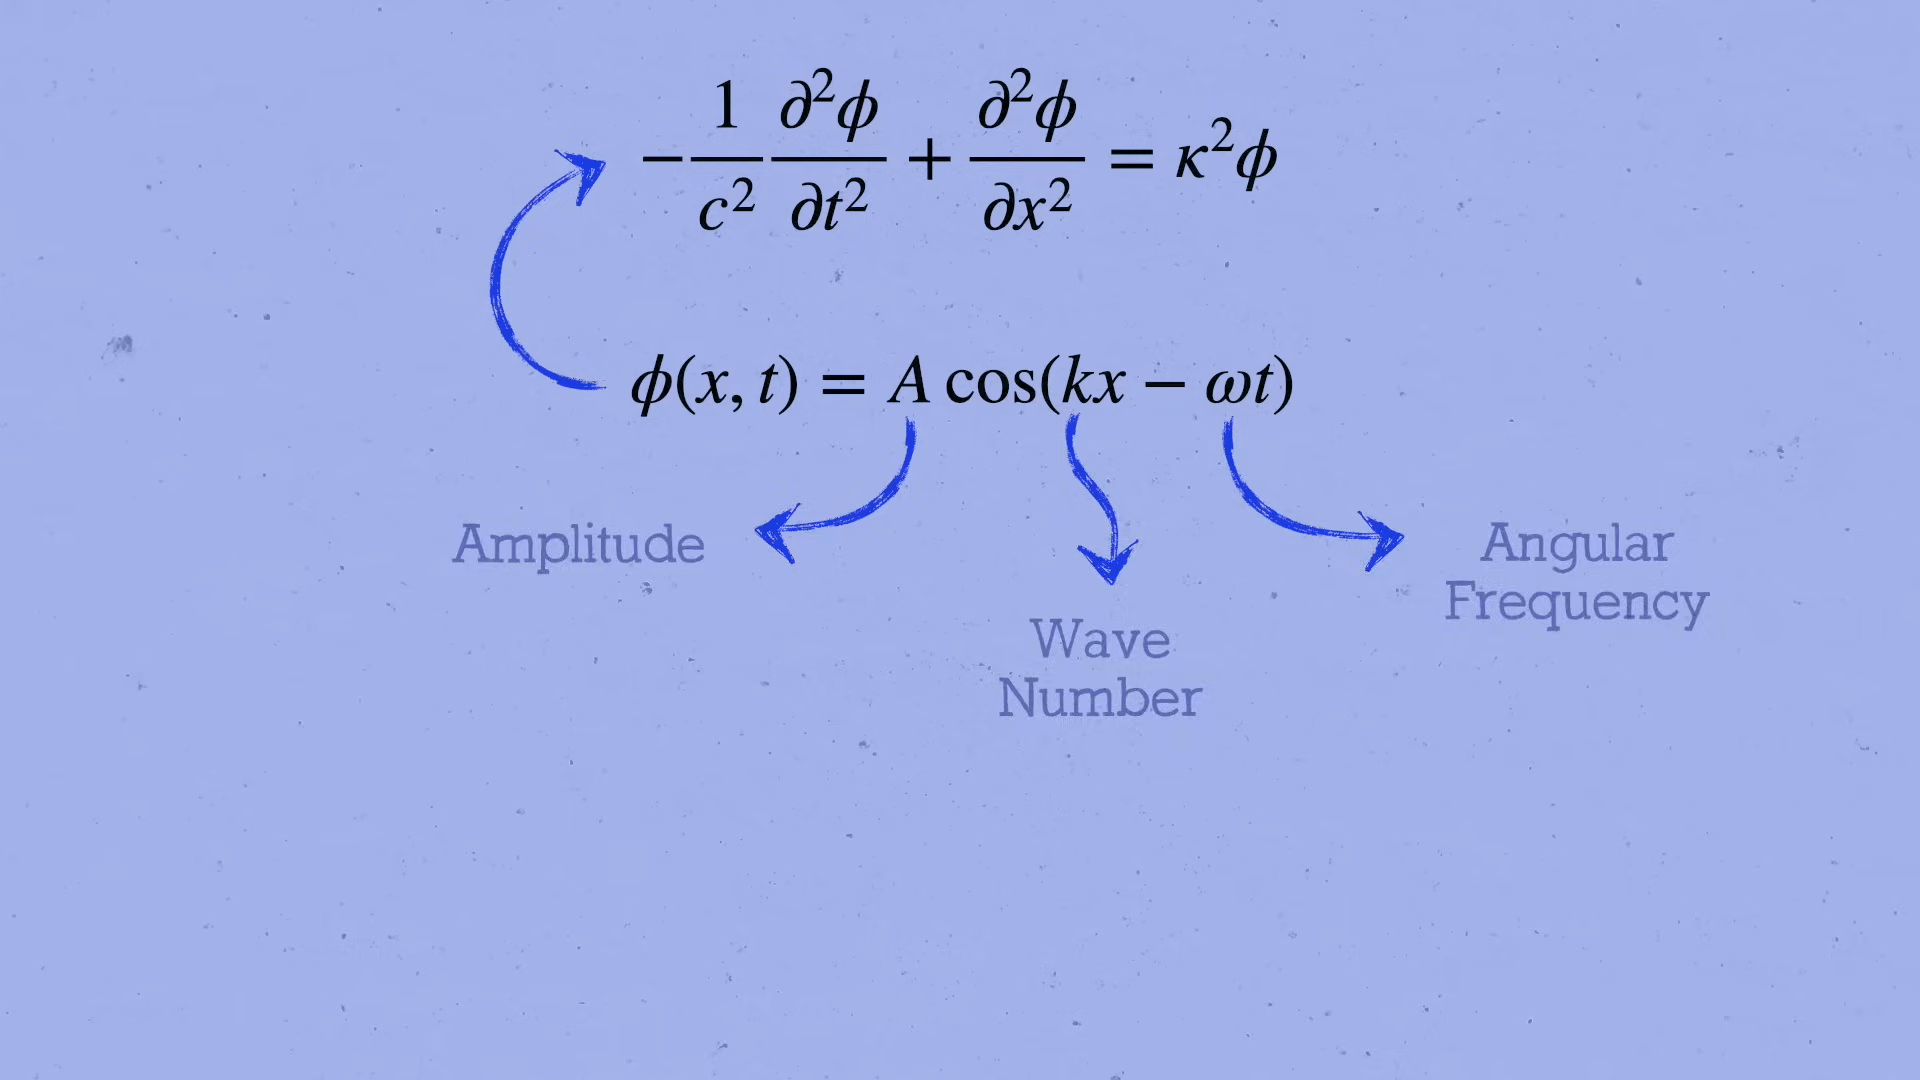 −1/c² ∂²ϕ/∂t² + ∂²ϕ/∂x² = κ²ϕ
ϕ(x, t) = A cos(kx − ωt)
Amplitude
Wave
Number
Angular
Frequency